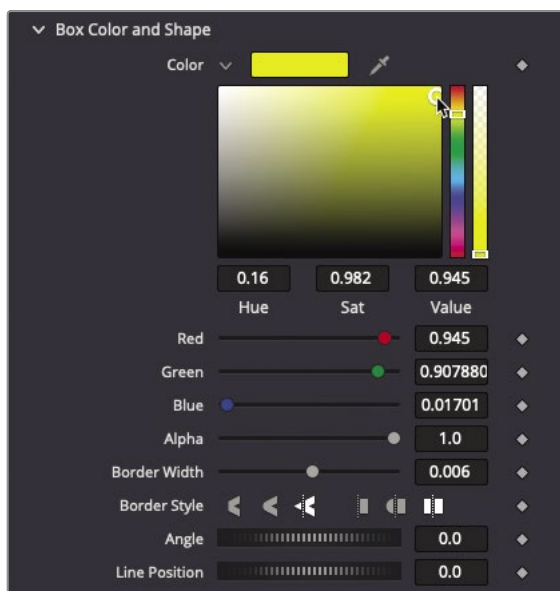 Box Color and Shape
Color
0.16 0.982 0.945
Hue Sat Value
Red 0.945
Green 0.907880
Blue 0.01701
Alpha 1.0
Border Width 0.006
Border Style
Angle 0.0
Line Position 0.0